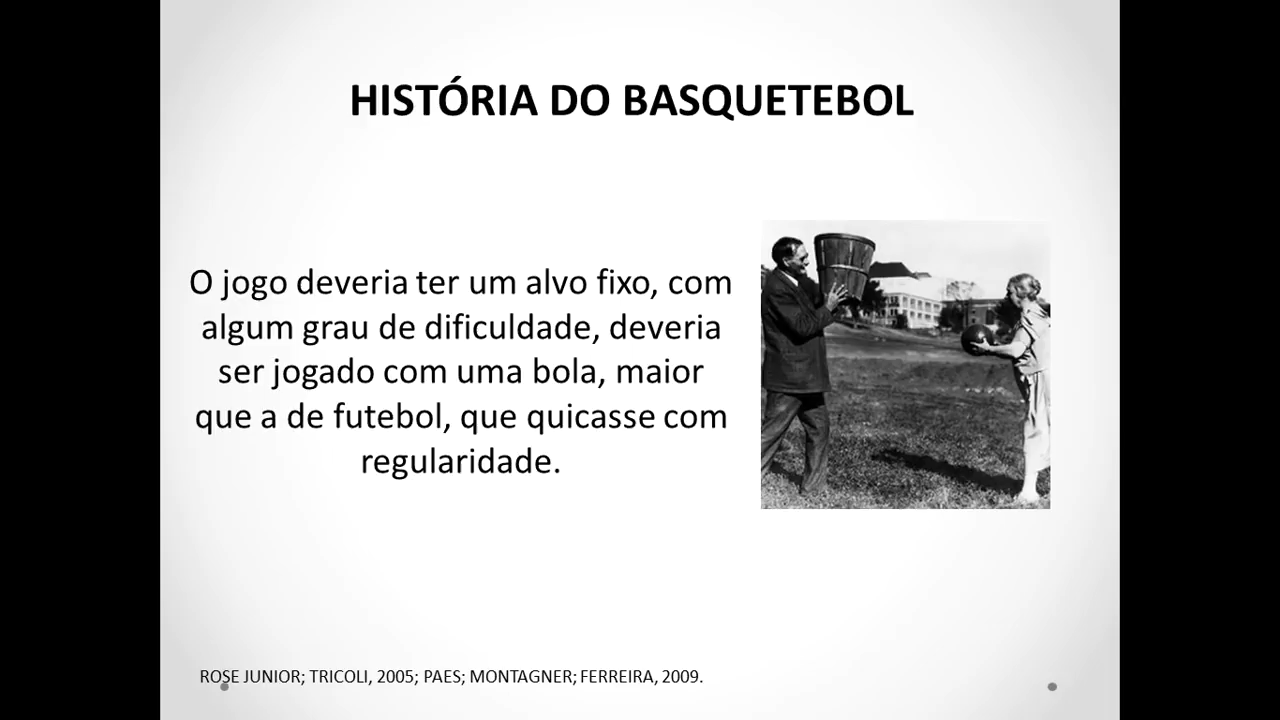 HISTÓRIA DO BASQUETEBOL
O jogo deveria ter um alvo fixo, com
algum grau de dificuldade, deveria
ser jogado com uma bola, maior
que a de futebol, que quicasse com
regularidade.
ROSE JUNIOR; TRICOLI, 2005; PAES; MONTAGNER; FERREIRA, 2009.